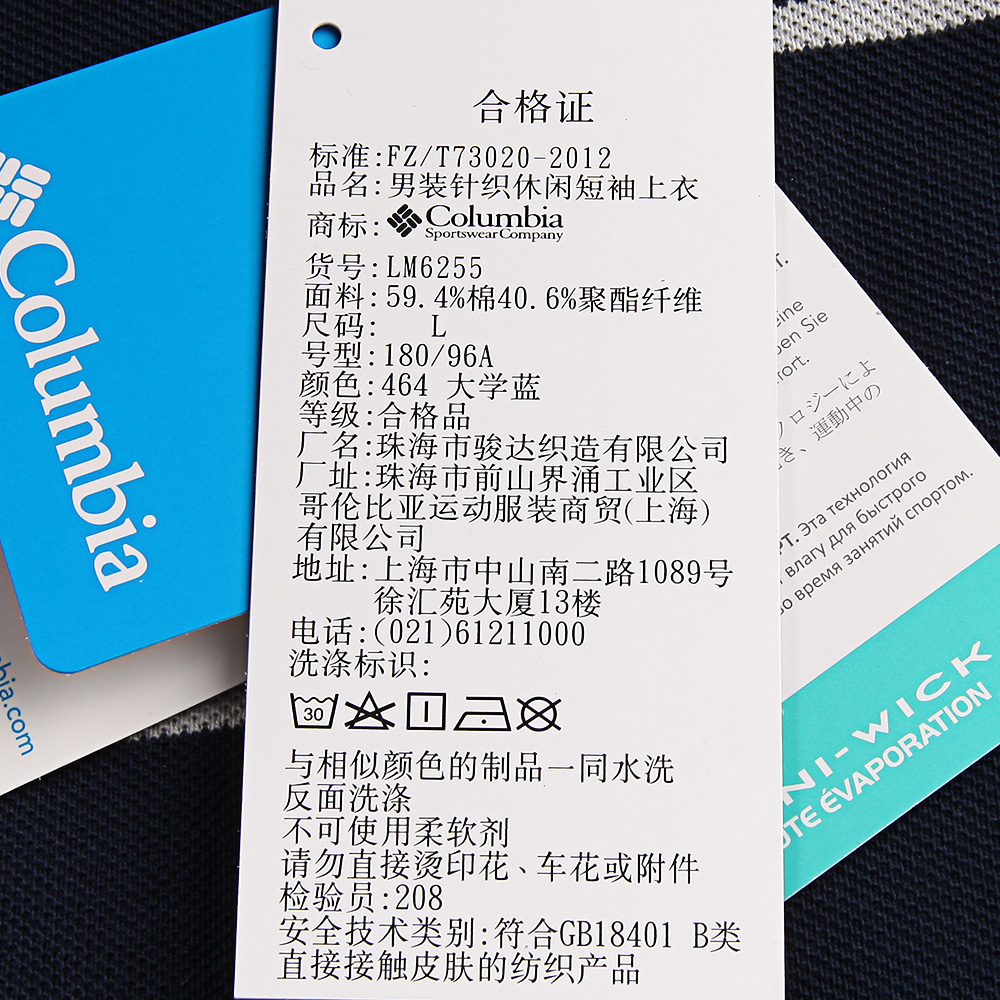 合格证
标准:FZ/T73020-2012
品名:男装针织休闲短袖上衣
商标: Columbia
Sportswear Company
货号:LM6255
面料:59.4%棉40.6%聚酯纤维
尺码: L
号型:180/96A
颜色:464 大学蓝
等级:合格品
厂名:珠海市骏达织造有限公司
厂址:珠海市前山界涌工业区
哥伦比亚运动服装商贸(上海)
有限公司
地址:上海市中山南二路1089号
徐汇苑大厦13楼
电话:(021)61211000
洗涤标识:
30
与相似颜色的制品一同水洗
反面洗涤
不可使用柔软剂
请勿直接烫印花、车花或附件
检验员:208
安全技术类别:符合GB18401 B类
直接接触皮肤的纺织产品
Columbia
bia.com
eine
en Sie
fort.
ロジーによ
き、運動中の
РТ. Эта технология
влагу для быстрого
во время занятий спортом.
NI-WICK
UTE ÉVAPORATION